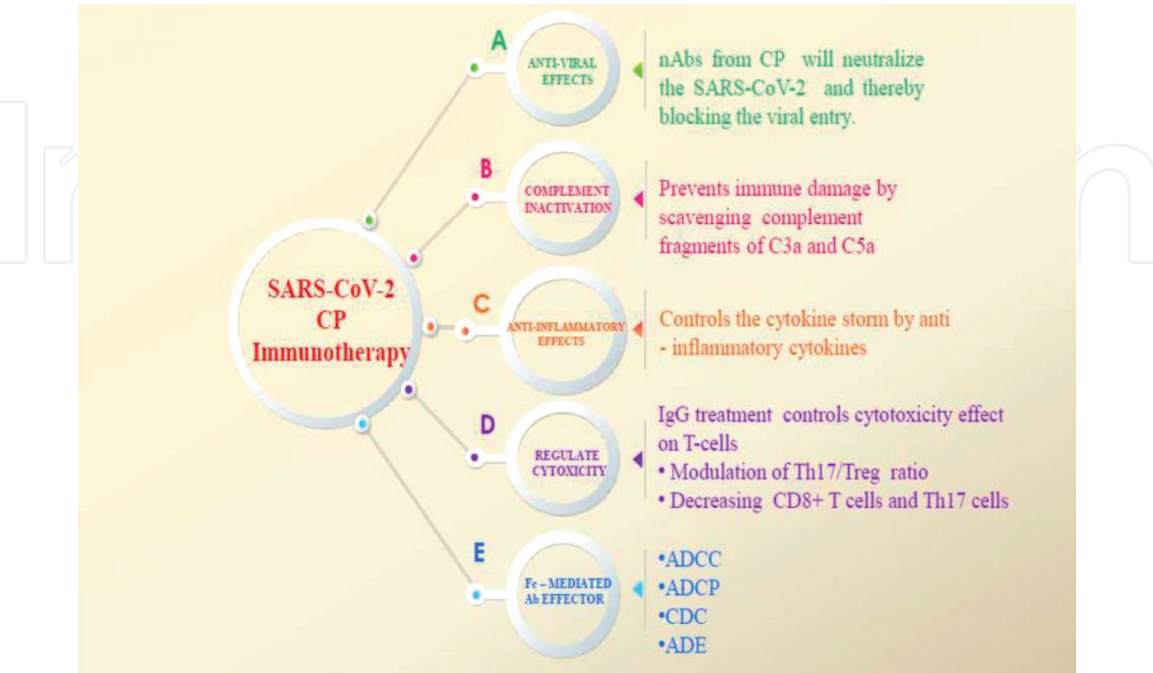 SARS-CoV-2
CP
Immunotherapy
A
ANTI-VIRAL
EFFECTS
nAbs from CP will neutralize
the SARS-CoV-2 and thereby
blocking the viral entry.
B
COMPLEMENT
INACTIVATION
Prevents immune damage by
scavenging complement
fragments of C3a and C5a
C
ANTI-INFLAMMATORY
EFFECTS
Controls the cytokine storm by anti
- inflammatory cytokines
D
REGULATE
CYTOXICITY
IgG treatment controls cytotoxicity effect
on T-cells
• Modulation of Th17/Treg ratio
• Decreasing CD8+ T cells and Th17 cells
E
Fc – MEDIATED
Ab EFFECTOR
•ADCC
•ADCP
•CDC
•ADE